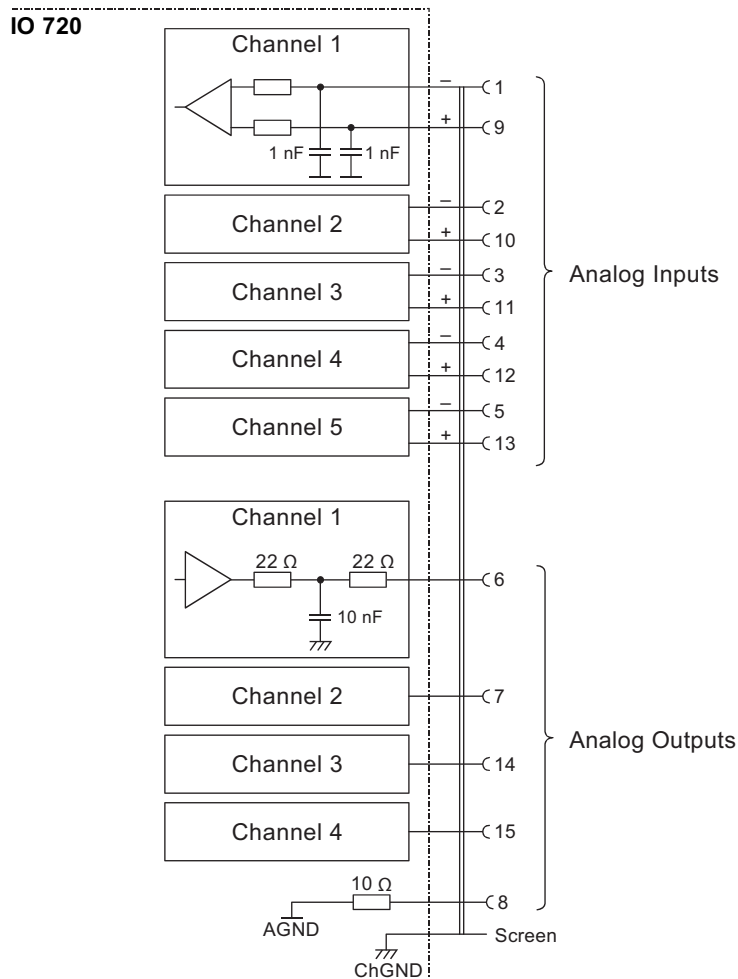 IO 720
Channel 1
–
1
+
9
1 nF
1 nF
–
2
Channel 2
+
10
–
3
Channel 3
+
11
Analog Inputs
–
4
Channel 4
+
12
–
5
Channel 5
+
13
Channel 1
22 Ω
22 Ω
6
10 nF
Channel 2
7
Analog Outputs
Channel 3
14
Channel 4
15
10 Ω
8
AGND
Screen
ChGND